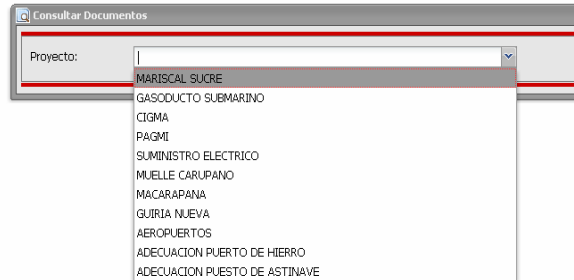 Consultar Documentos
Proyecto:
MARISCAL SUCRE
GASODUCTO SUBMARINO
CIGMA
PAGMI
SUMINISTRO ELECTRICO
MUELLE CARUPANO
MACARAPANA
GUIRIA NUEVA
AEROPUERTOS
ADECUACION PUERTO DE HIERRO
ADECUACION PUESTO DE ASTINAVE